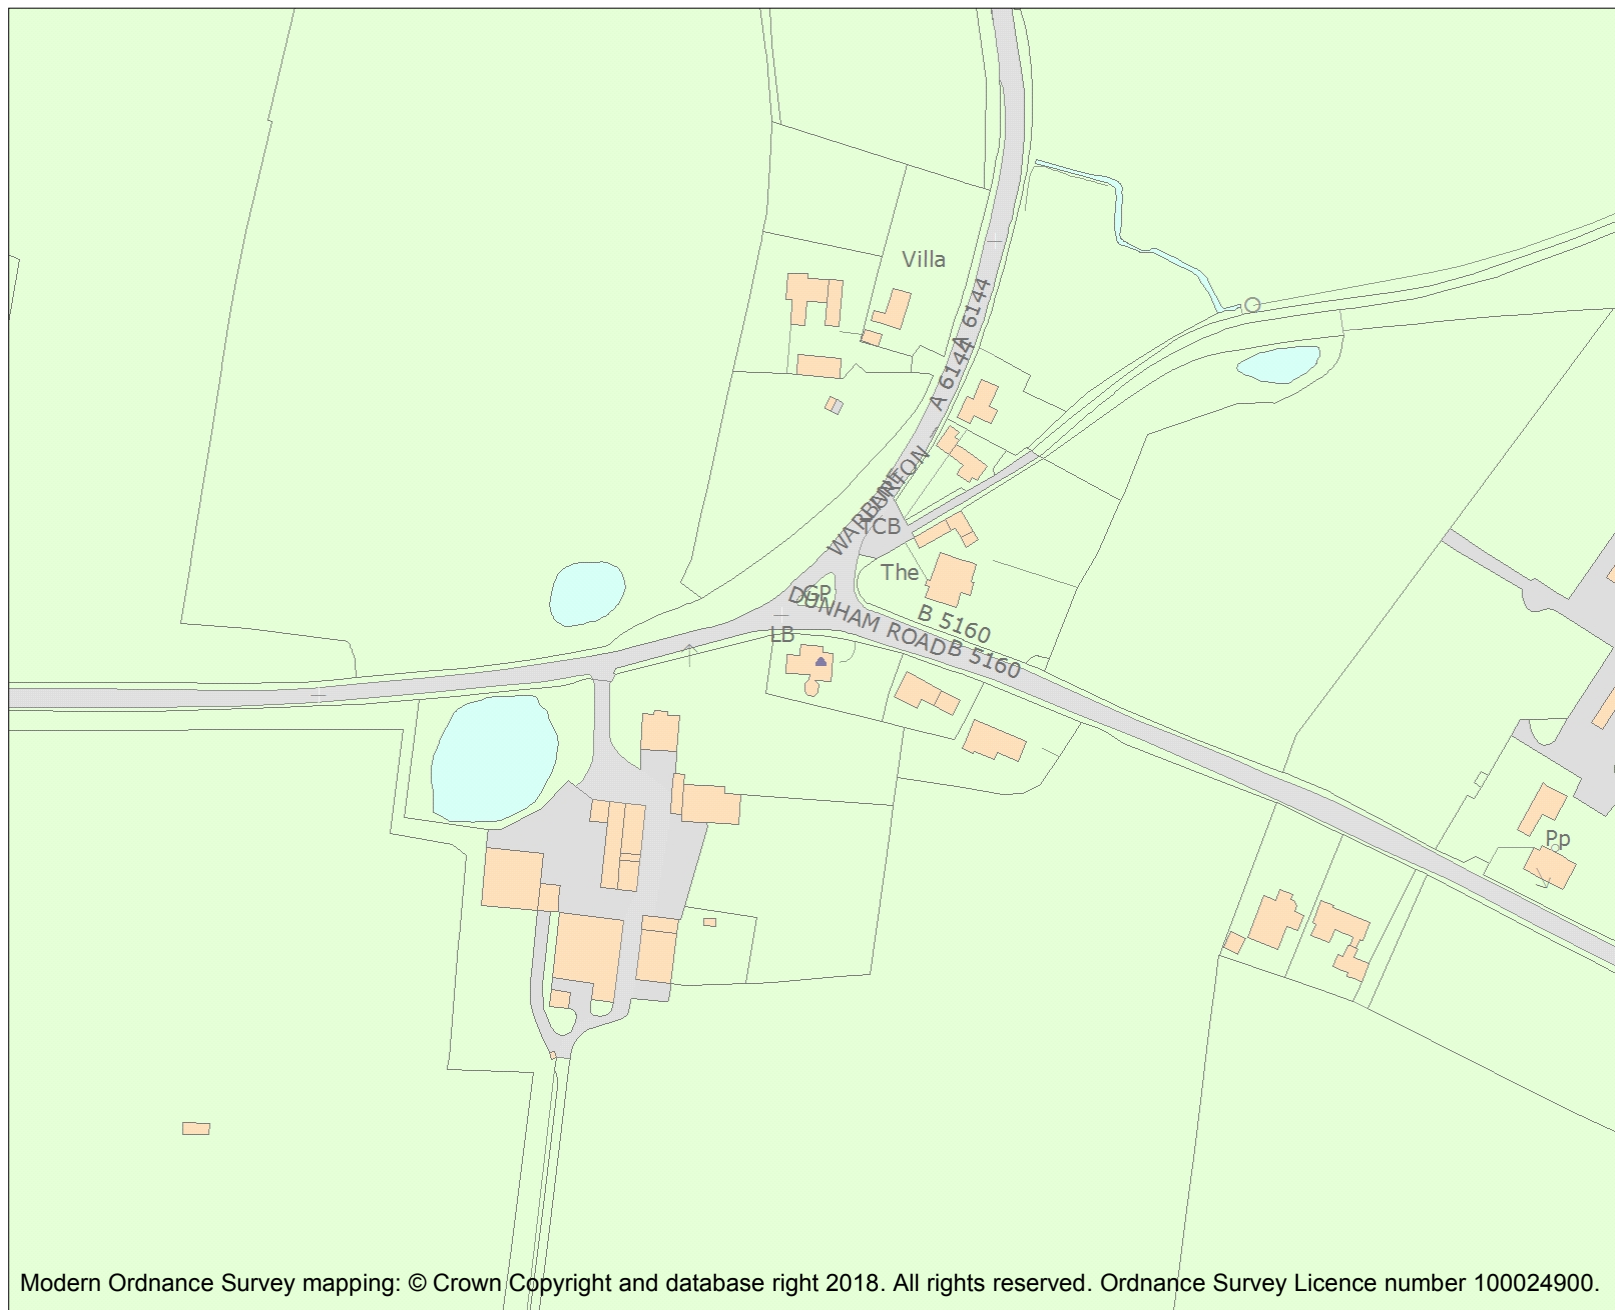 Villa
A 6144
A 6144
WARBURTON
LANE
TCB
The
GP
DUNHAM ROAD
B 5160
B 5160
LB
Pp
Modern Ordnance Survey mapping: © Crown Copyright and database right 2018. All rights reserved. Ordnance Survey Licence number 100024900.